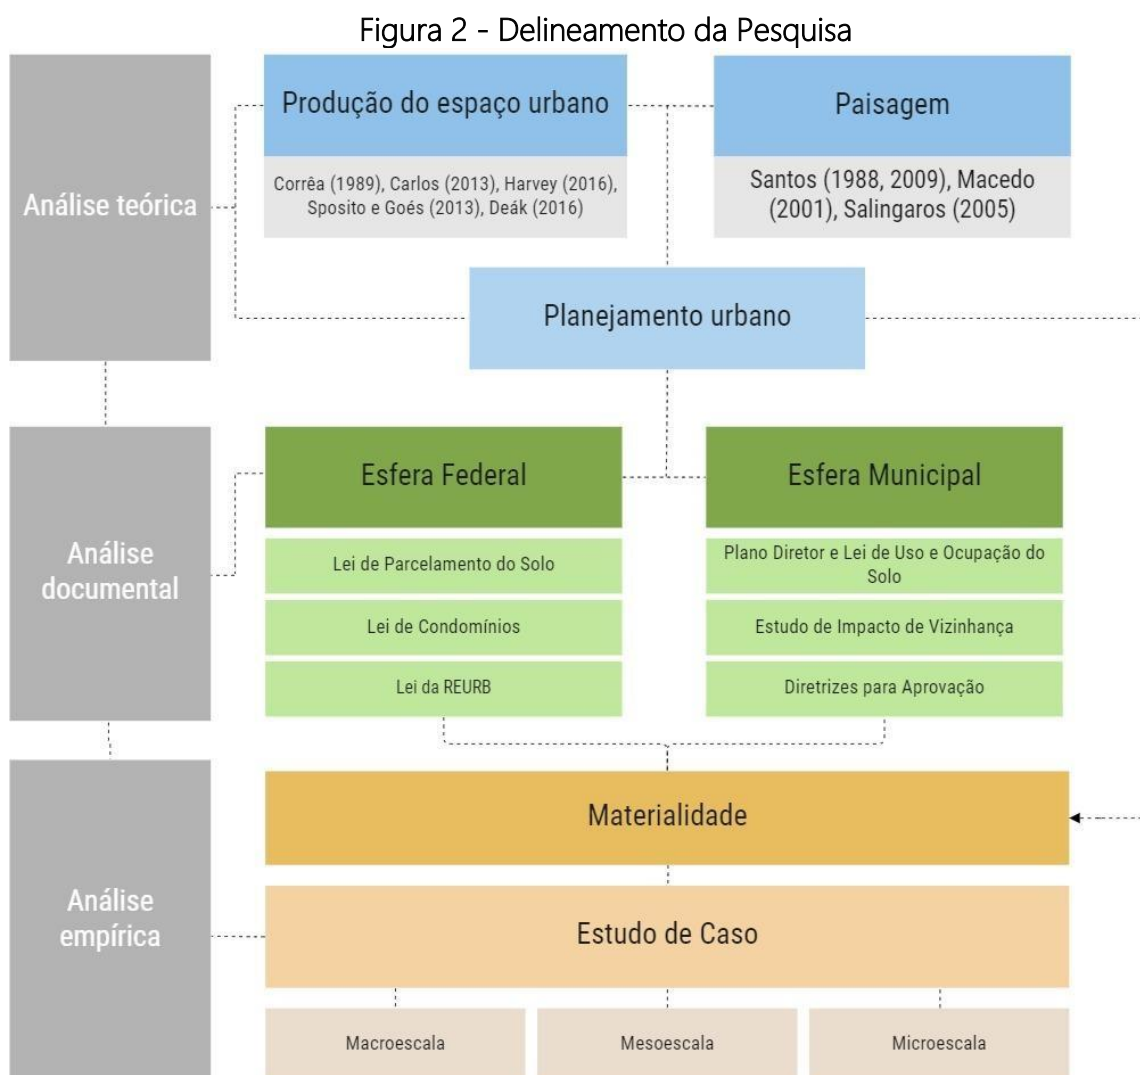 Figura 2 - Delineamento da Pesquisa
Análise teórica
Produção do espaço urbano
Corrêa (1989), Carlos (2013), Harvey (2016),
Sposito e Goés (2013), Deák (2016)
Paisagem
Santos (1988, 2009), Macedo
(2001), Salingaros (2005)
Planejamento urbano
Análise
documental
Esfera Federal
Lei de Parcelamento do Solo
Lei de Condomínios
Lei da REURB
Esfera Municipal
Plano Diretor e Lei de Uso e Ocupação do
Solo
Estudo de Impacto de Vizinhança
Diretrizes para Aprovação
Análise
empírica
Materialidade
Estudo de Caso
Macroescala
Mesoescala
Microescala